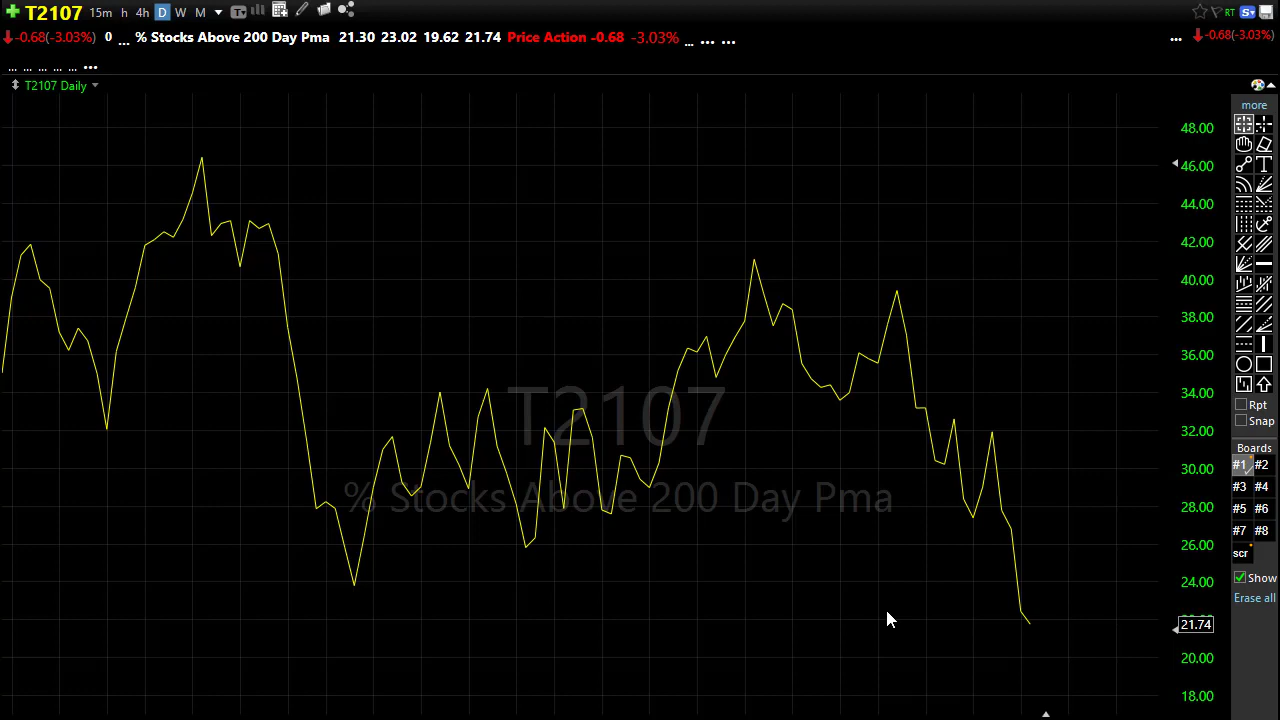 T2107 15m h 4h D W M T RT S
-0.68(-3.03%) 0 ... % Stocks Above 200 Day Pma 21.30 23.02 19.62 21.74 Price Action -0.68 -3.03% ... ... ... ... -0.68(-3.03%)
... ... ... ... ... ...
T2107 Daily
more
48.00
46.00
44.00
42.00
40.00
38.00
36.00
34.00
32.00
30.00
28.00
26.00
24.00
21.74
20.00
18.00
T2107
% Stocks Above 200 Day Pma
Rpt
Snap
Boards
#1 #2
#3 #4
#5 #6
#7 #8
scr
Show
Erase all